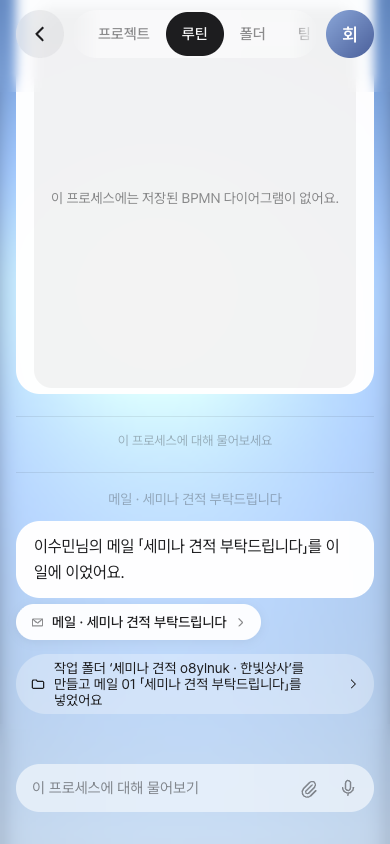 프로젝트 루틴 폴더 팀 회
이 프로세스에는 저장된 BPMN 다이어그램이 없어요.
이 프로세스에 대해 물어보세요
메일 · 세미나 견적 부탁드립니다
이수민님의 메일 「세미나 견적 부탁드립니다」를 이
일에 이었어요.
메일 · 세미나 견적 부탁드립니다
작업 폴더 ‘세미나 견적 o8ylnuk · 한빛상사’를
만들고 메일 01 「세미나 견적 부탁드립니다」를
넣었어요
이 프로세스에 대해 물어보기